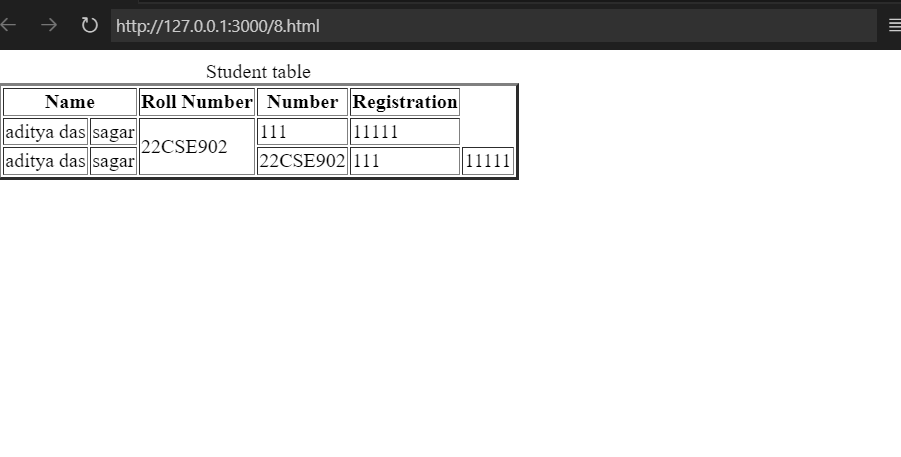 http://127.0.0.1:3000/8.html
Student table
Name Roll Number Number Registration
aditya das sagar 22CSE902 111 11111
aditya das sagar 22CSE902 111 11111